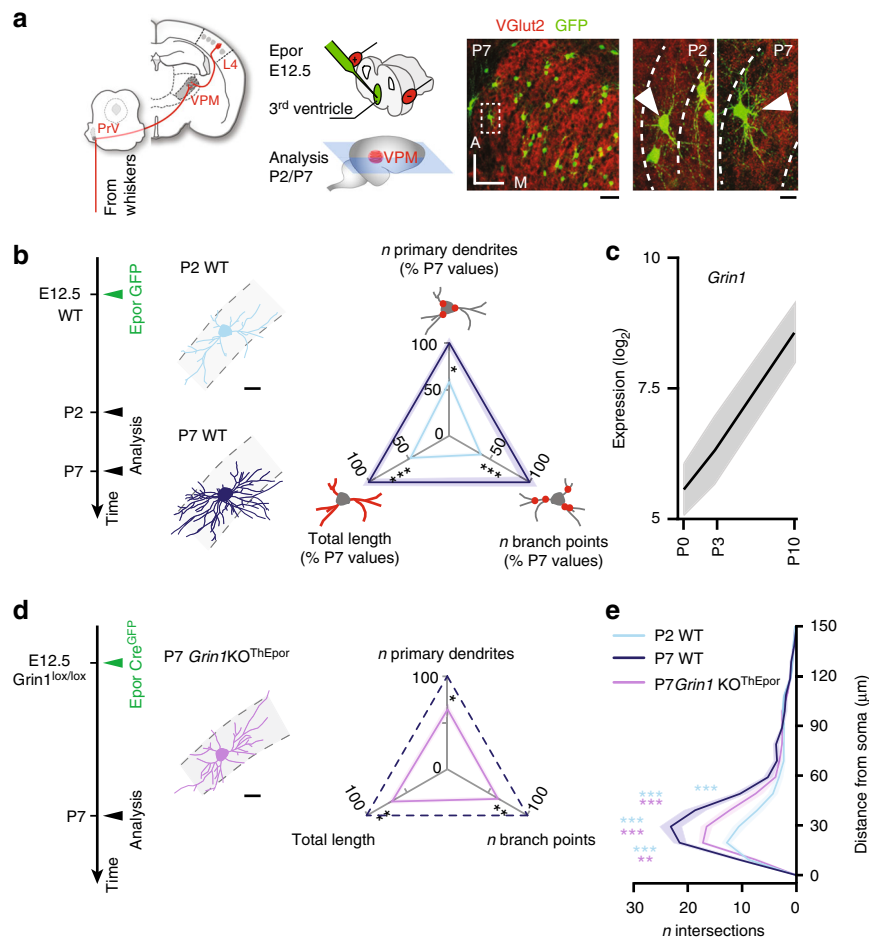 a
L4
VPM
PrV
From
whiskers
Epor
E12.5
3rd ventricle
Analysis
P2/P7
VPM
VGlut2 GFP
P7
A
M
P2
P7
b
E12.5
WT
Epor GFP
P2
P7
Analysis
Time
P2 WT
P7 WT
n primary dendrites
(% P7 values)
100
50
0
*
50
100
***
50
100
***
Total length
(% P7 values)
n branch points
(% P7 values)
c
Grin1
10
7.5
5
Expression (log2)
P0
P3
P10
d
E12.5
Grin1lox/lox
Epor CreGFP
P7
Analysis
Time
P7 Grin1KOThEpor
n primary dendrites
100
*
0
100
**
100
**
Total length
n branch points
e
P2 WT
P7 WT
P7Grin1 KOThEpor
150
120
90
60
30
0
Distance from soma (µm)
***
***
***
***
***
***
**
30
20
10
0
n intersections